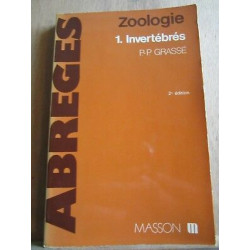 ABREGES
Zoologie
1. Invertébrés
P.-P. GRASSÉ
2e édition
MASSON